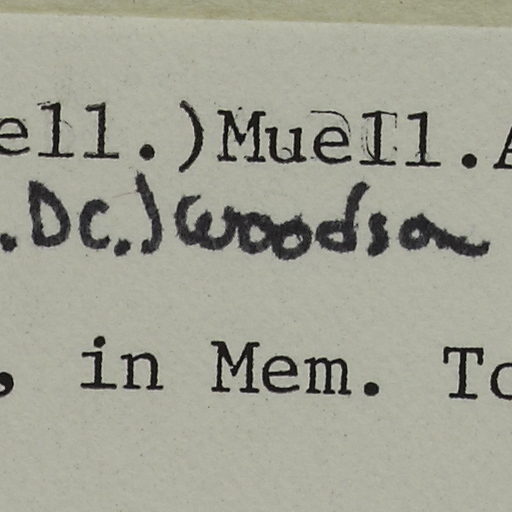 ell.)Muell.A
.DC.)Woodson
, in Mem. To